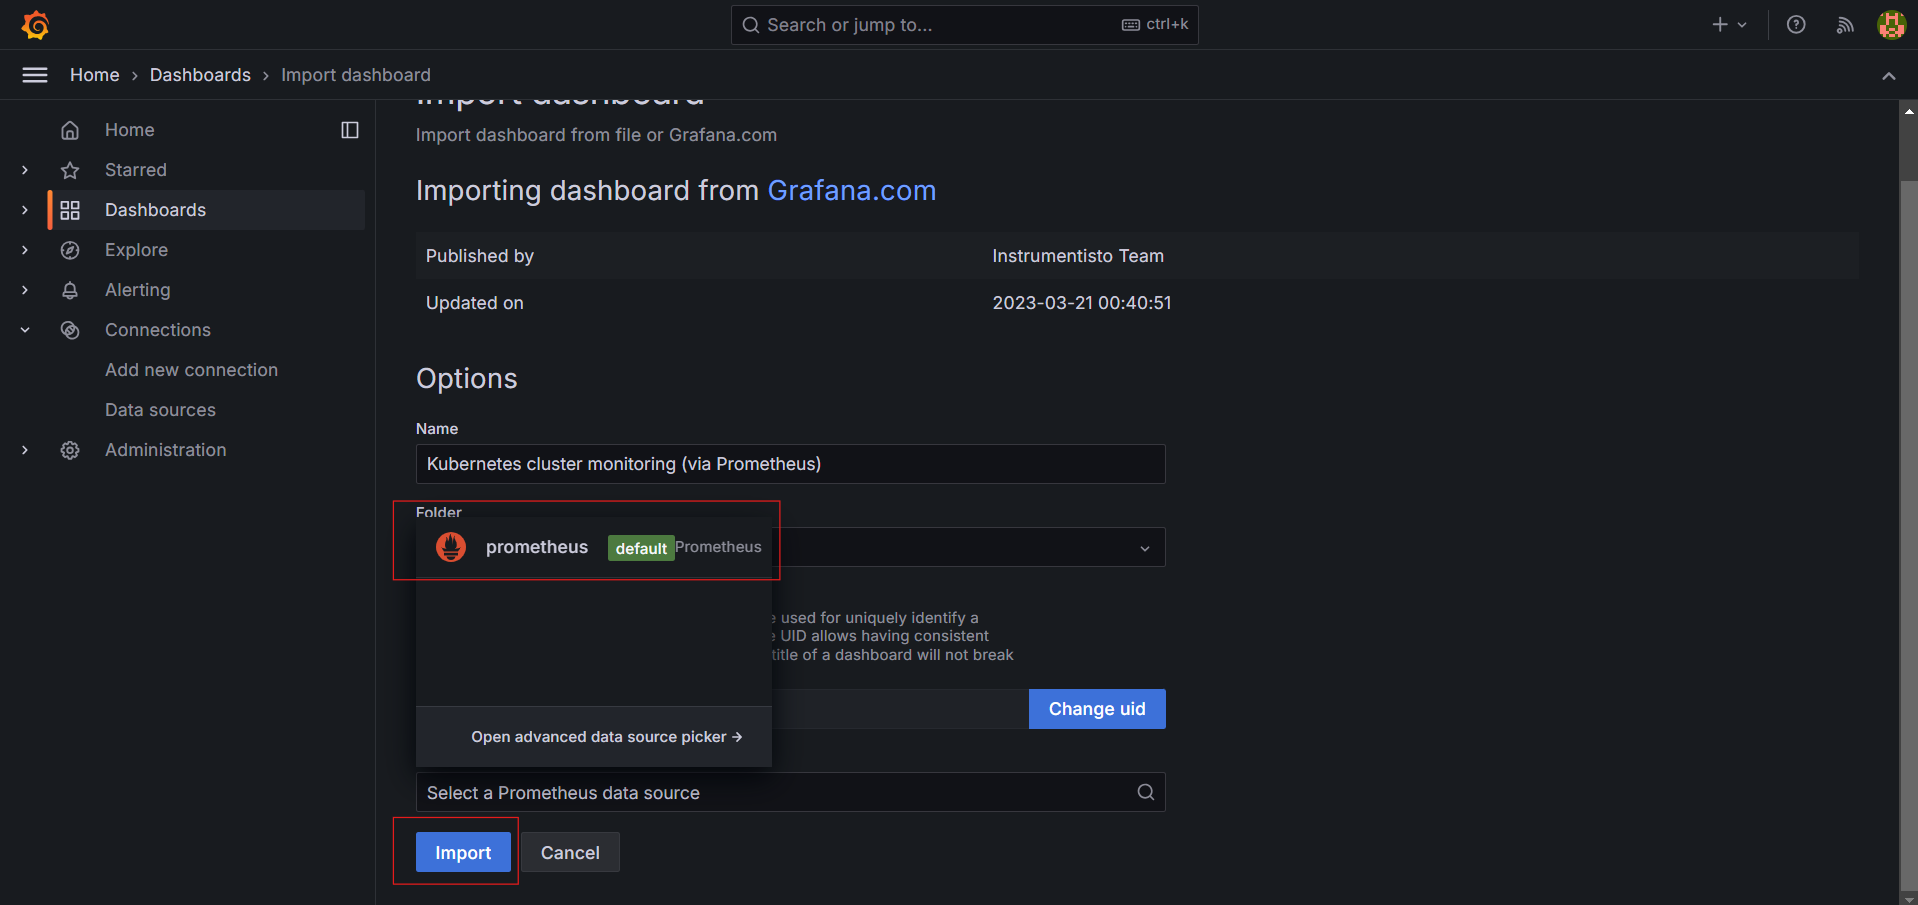 Search or jump to...
ctrl+k
Home › Dashboards › Import dashboard
Home
Starred
Dashboards
Explore
Alerting
Connections
Add new connection
Data sources
Administration
Import dashboard
Import dashboard from file or Grafana.com
Importing dashboard from Grafana.com
Published by Instrumentisto Team
Updated on 2023-03-21 00:40:51
Options
Name
Kubernetes cluster monitoring (via Prometheus)
Folder
prometheus default Prometheus
used for uniquely identify a
UID allows having consistent
title of a dashboard will not break
Change uid
Open advanced data source picker →
Select a Prometheus data source
Import Cancel